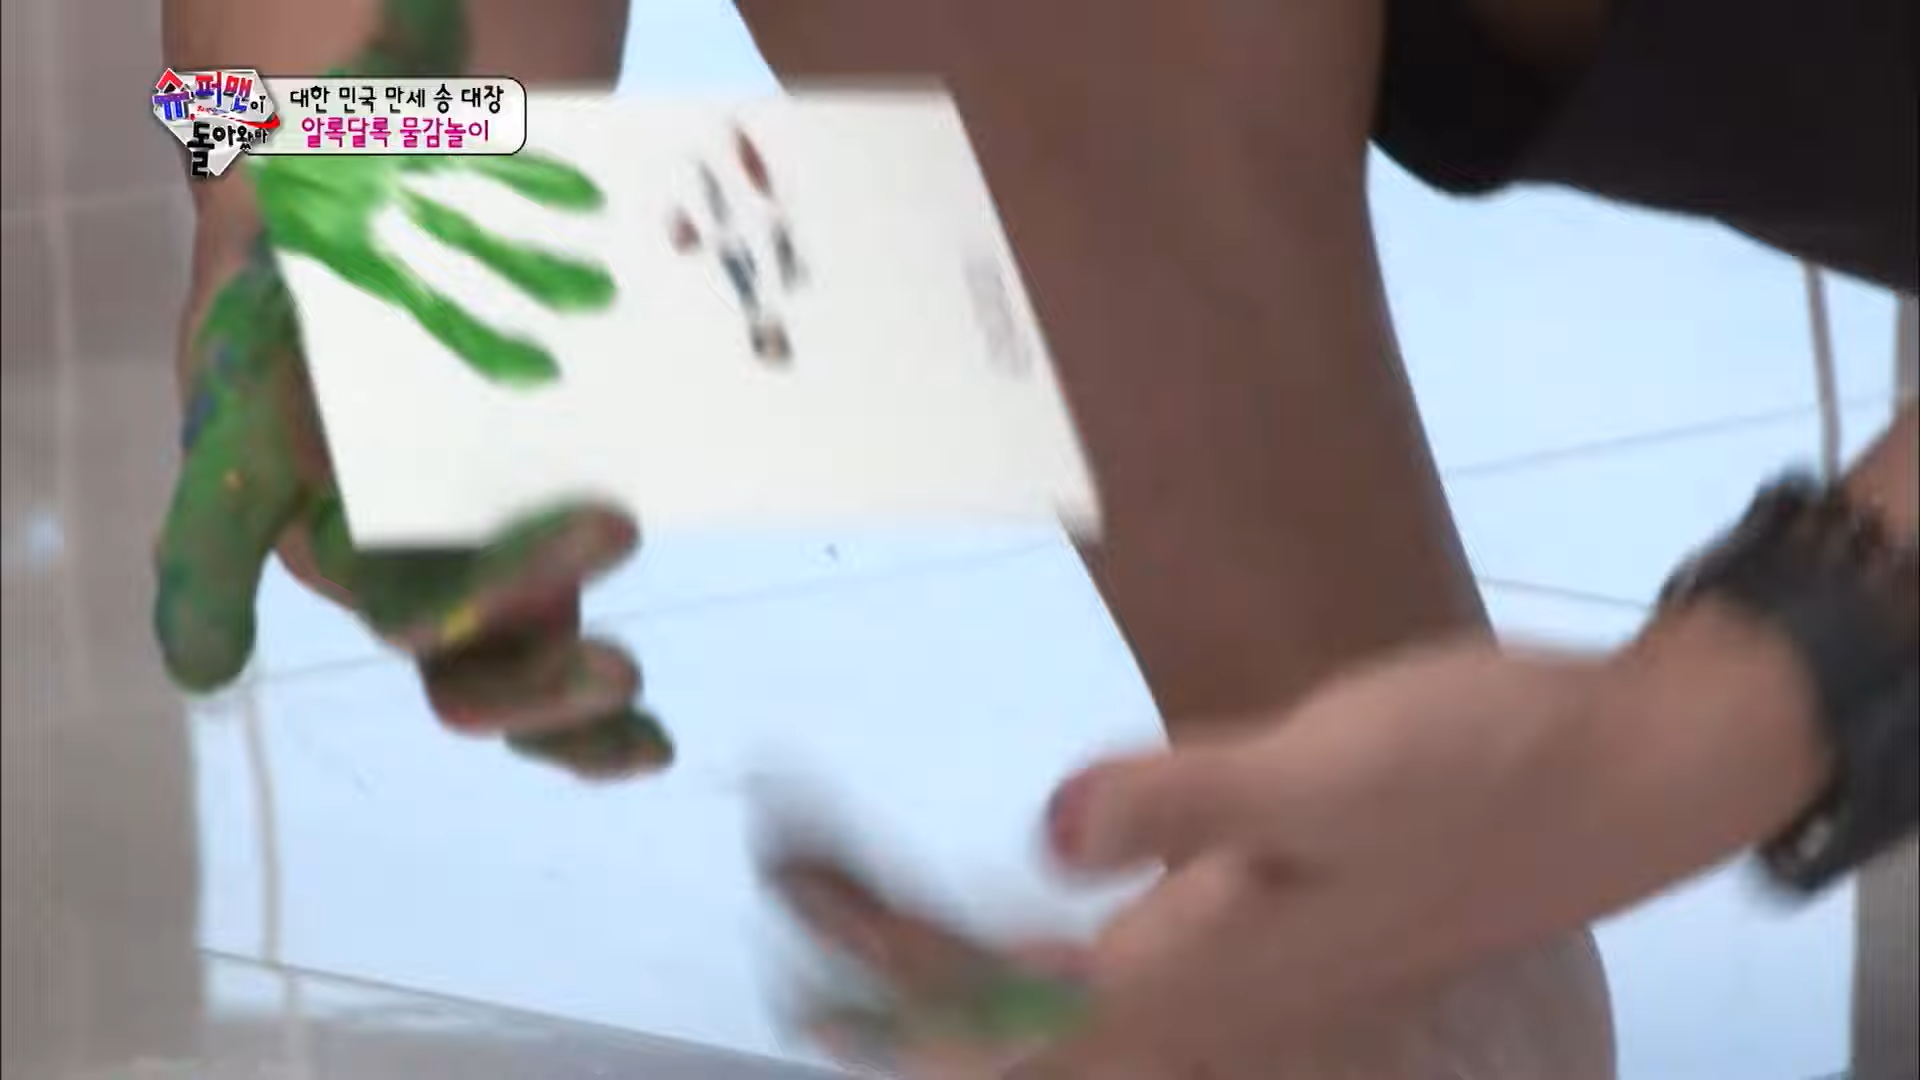 슈퍼맨이
돌아왔다
대한 민국 만세 송 대장
알록달록 물감놀이